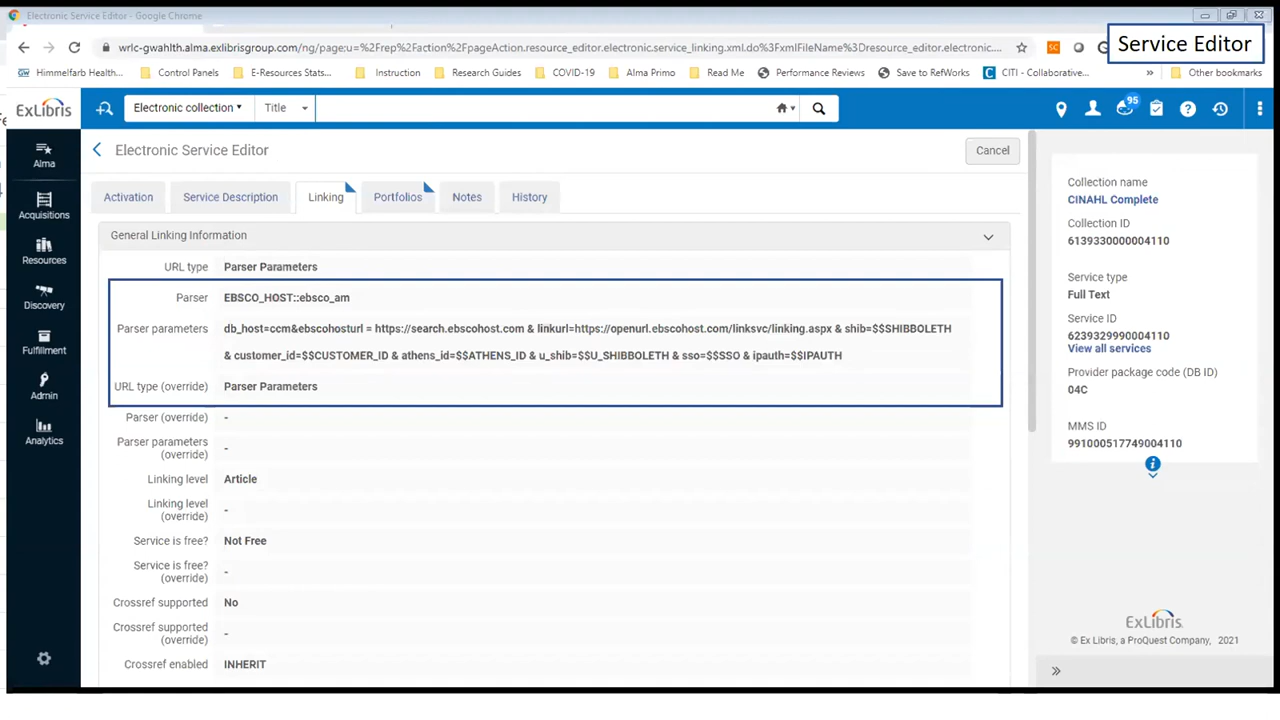 Electronic Service Editor - Google Chrome
wrlc-gwahlth.alma.exlibrisgroup.com/ng/page;u=%2Frep%2Faction%2FpageAction.resource_editor.electronic.service_linking.xml.do%3FxmlFileName%3Dresource_editor.electronic....
Service Editor
Himmelfarb Health... Control Panels E-Resources Stats... Instruction Research Guides COVID-19 Alma Primo Read Me Performance Reviews Save to RefWorks CITI - Collaborative... » Other bookmarks
ExLibris Electronic collection Title 95
Electronic Service Editor Cancel
Alma
Acquisitions
Resources
Discovery
Fulfillment
Admin
Analytics
Activation Service Description Linking Portfolios Notes History
General Linking Information
URL type Parser Parameters
Parser EBSCO_HOST::ebsco_am
Parser parameters db_host=ccm&ebscohosturl = https://search.ebscohost.com & linkurl=https://openurl.ebscohost.com/linksvc/linking.aspx & shib=$$SHIBBOLETH
& customer_id=$$CUSTOMER_ID & athens_id=$$ATHENS_ID & u_shib=$$U_SHIBBOLETH & sso=$$SSO & ipauth=$$IPAUTH
URL type (override) Parser Parameters
Parser (override) -
Parser parameters
(override) -
Linking level Article
Linking level
(override) -
Service is free? Not Free
Service is free?
(override) -
Crossref supported No
Crossref supported
(override) -
Crossref enabled INHERIT
Collection name
CINAHL Complete
Collection ID
6139330000004110
Service type
Full Text
Service ID
6239329990004110
View all services
Provider package code (DB ID)
04C
MMS ID
991000517749004110
ExLibris
© Ex Libris, a ProQuest Company, 2021